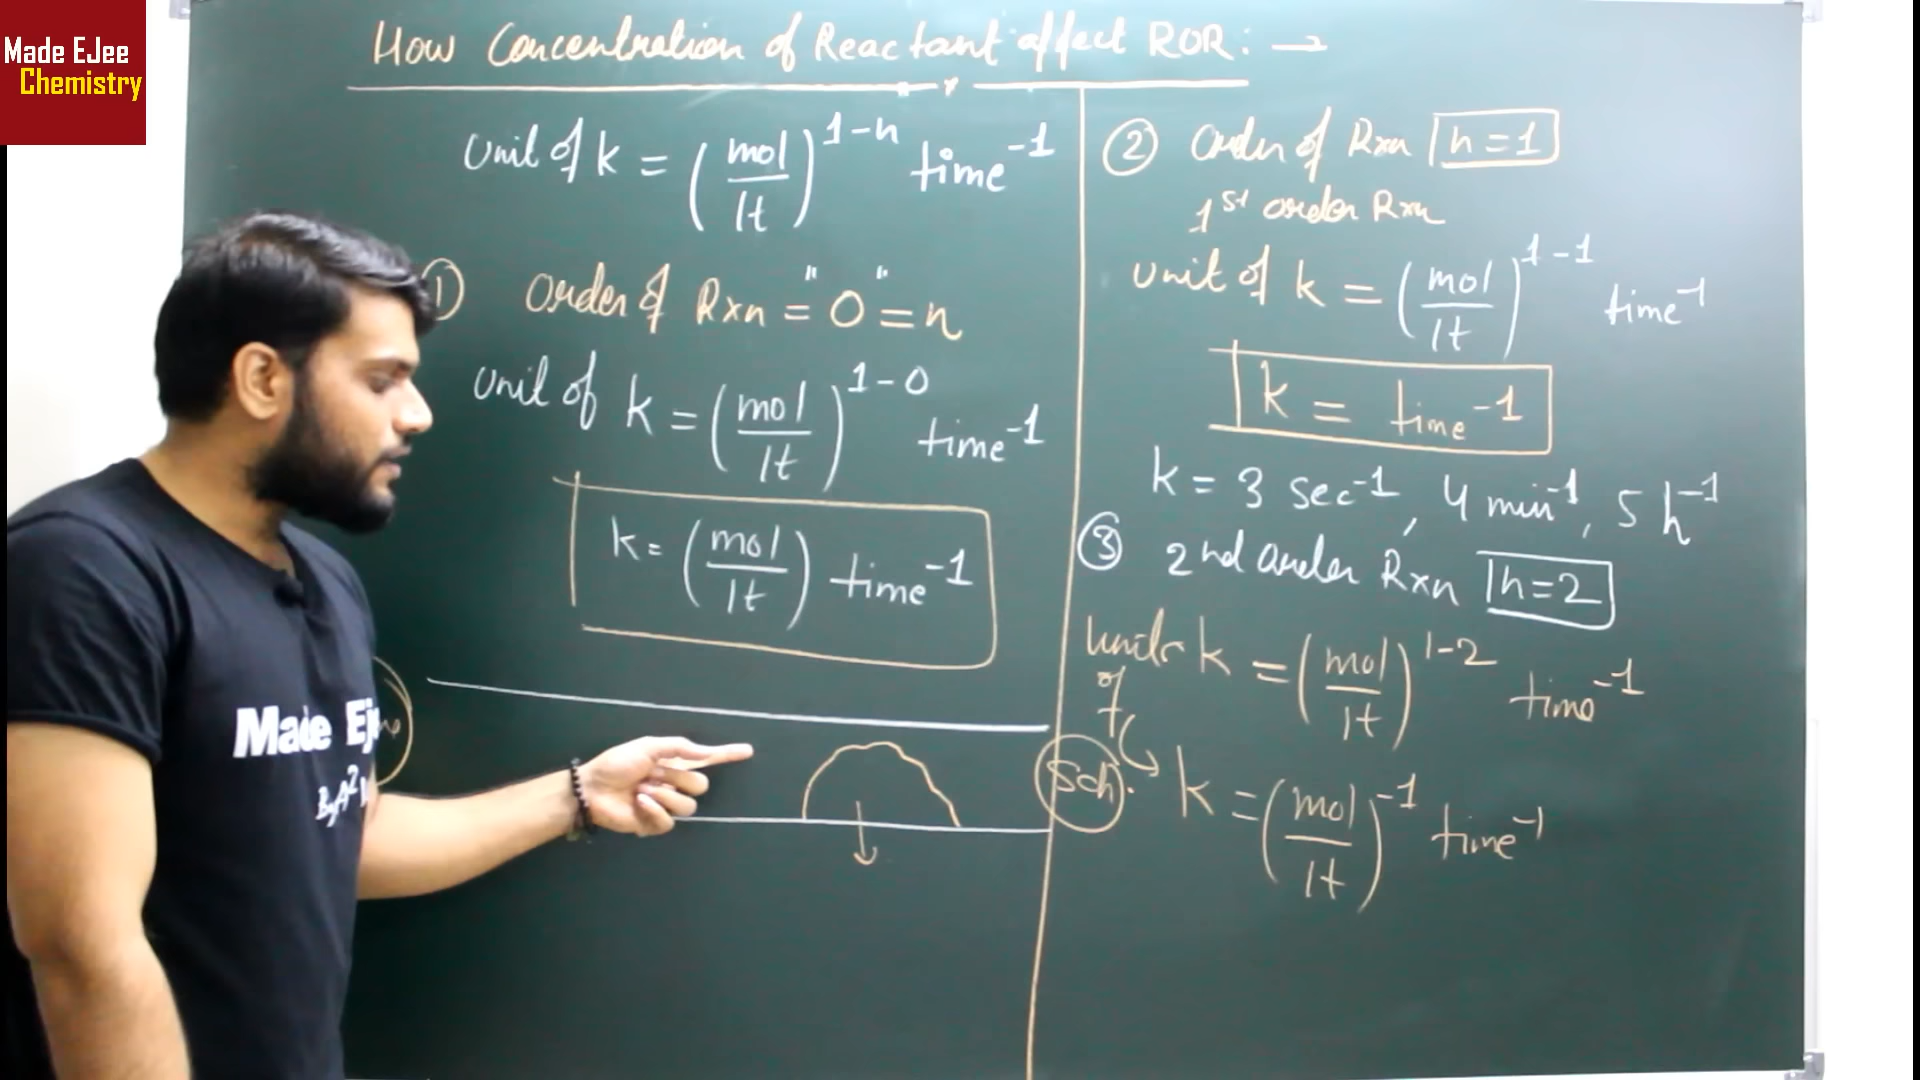 Made EJee
Chemistry
How Concentration of Reactant affect ROR : →
Unit of k = (mol/lt)^1-n time^-1
① Order of Rxn = "0" = n
Unit of k = (mol/lt)^1-0 time^-1
k = (mol/lt) time^-1
② Order of Rxn n = 1
1st order Rxn
Unit of k = (mol/lt)^1-1 time^-1
k = time^-1
k = 3 sec^-1, 4 min^-1, 5 h^-1
③ 2nd order Rxn n = 2
k = (mol/lt)^1-2 time^-1
of
Sch.
k = (mol/lt)^-1 time^-1
Made Ej